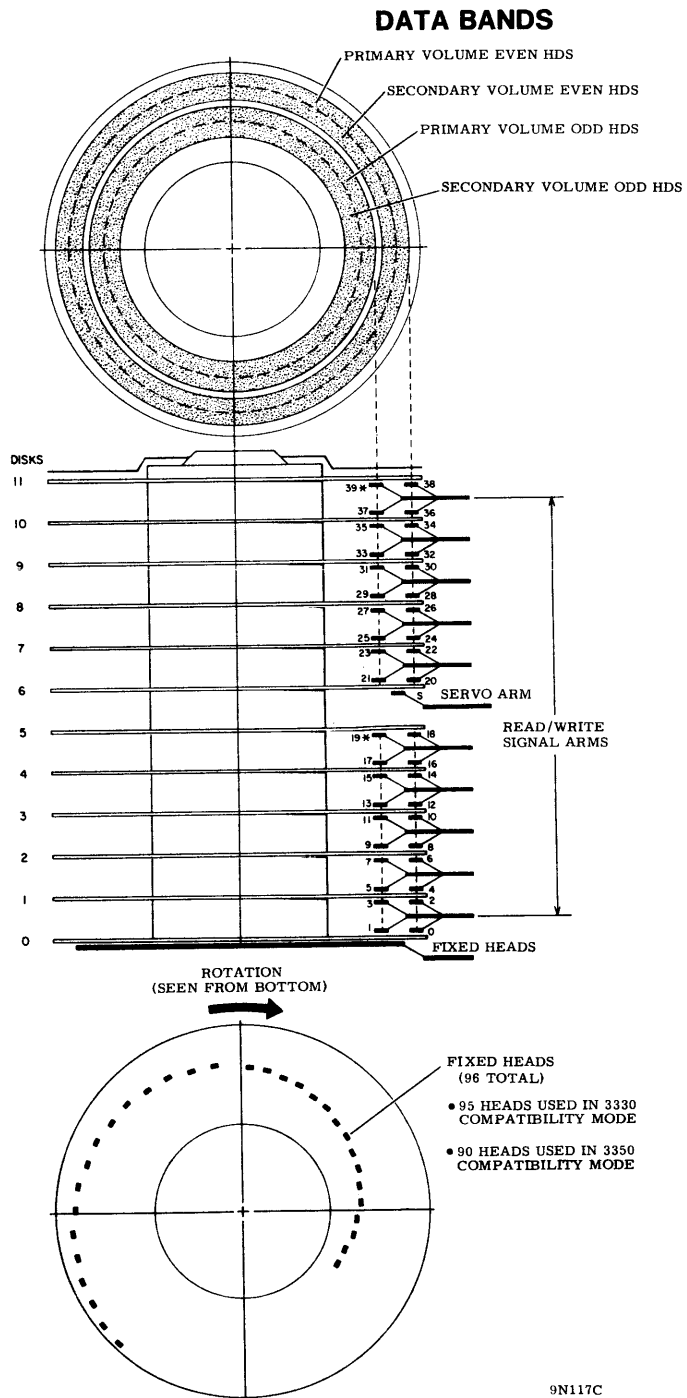 DATA BANDS
PRIMARY VOLUME EVEN HDS
SECONDARY VOLUME EVEN HDS
PRIMARY VOLUME ODD HDS
SECONDARY VOLUME ODD HDS
DISKS
11
39* 38
37 36
10
35 34
33 32
9
31 30
29 28
8
27 26
25 24
7
23 22
21 20
6
S SERVO ARM
READ/WRITE
SIGNAL ARMS
5
19* 18
17 16
4
15 14
13 12
3
11 10
9 8
2
7 6
5 4
1
3 2
1 0
0
FIXED HEADS
ROTATION
(SEEN FROM BOTTOM)
FIXED HEADS
(96 TOTAL)
• 95 HEADS USED IN 3330
COMPATIBILITY MODE
• 90 HEADS USED IN 3350
COMPATIBILITY MODE
9N117C